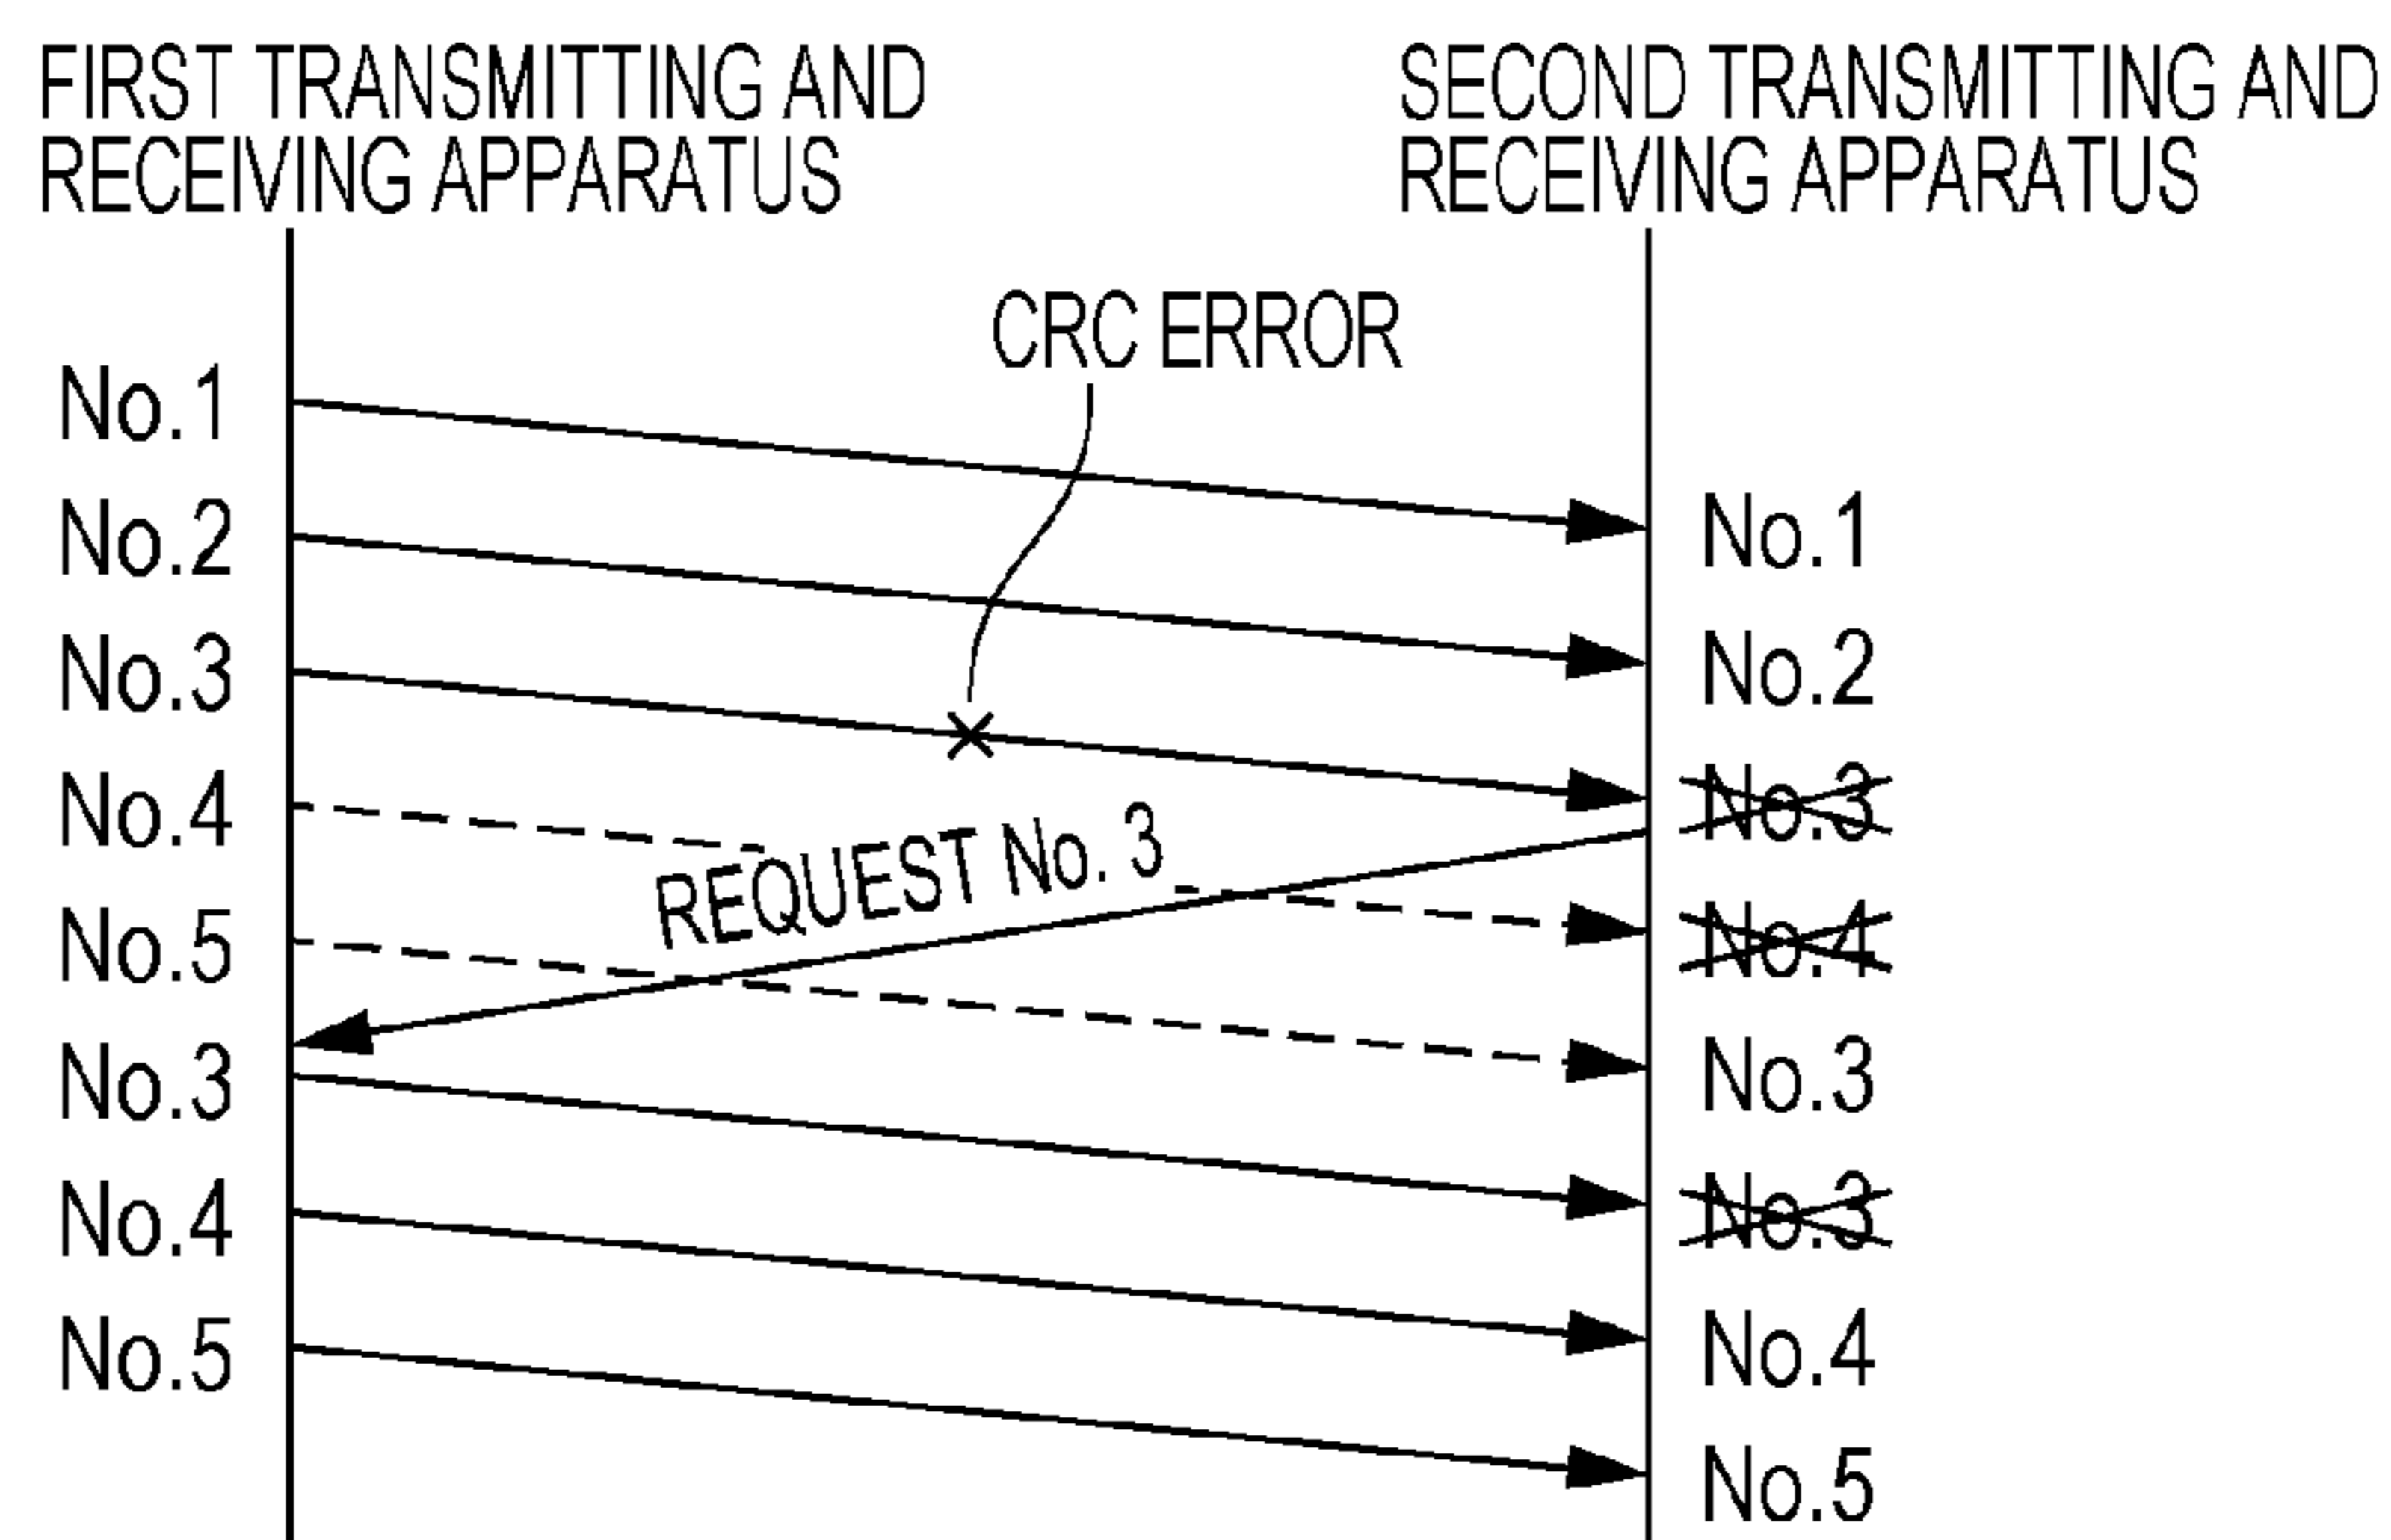 FIRST TRANSMITTING AND
RECEIVING APPARATUS
SECOND TRANSMITTING AND
RECEIVING APPARATUS
CRC ERROR
No.1
No.2
No.3
No.4
No.5
No.3
No.4
No.5
REQUEST No. 3
No.1
No.2
No.3
No.4
No.3
No.3
No.4
No.5